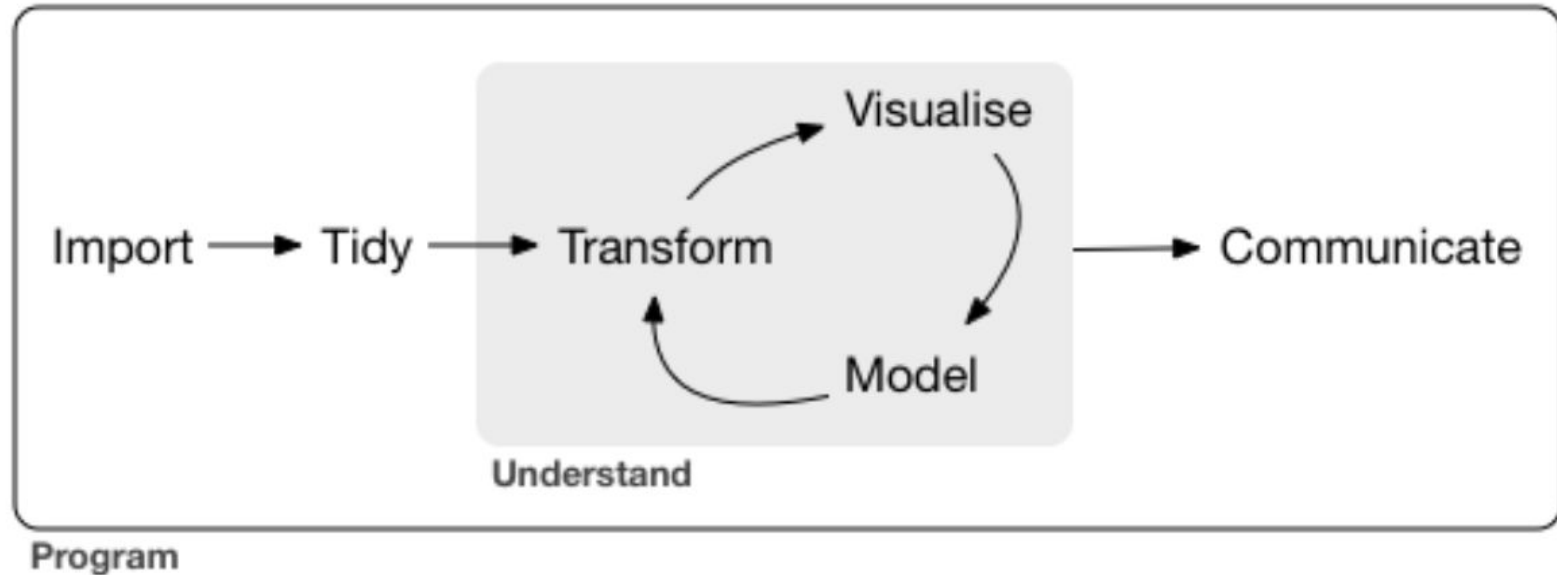 Visualise
Import Tidy Transform Communicate
Model
Understand
Program